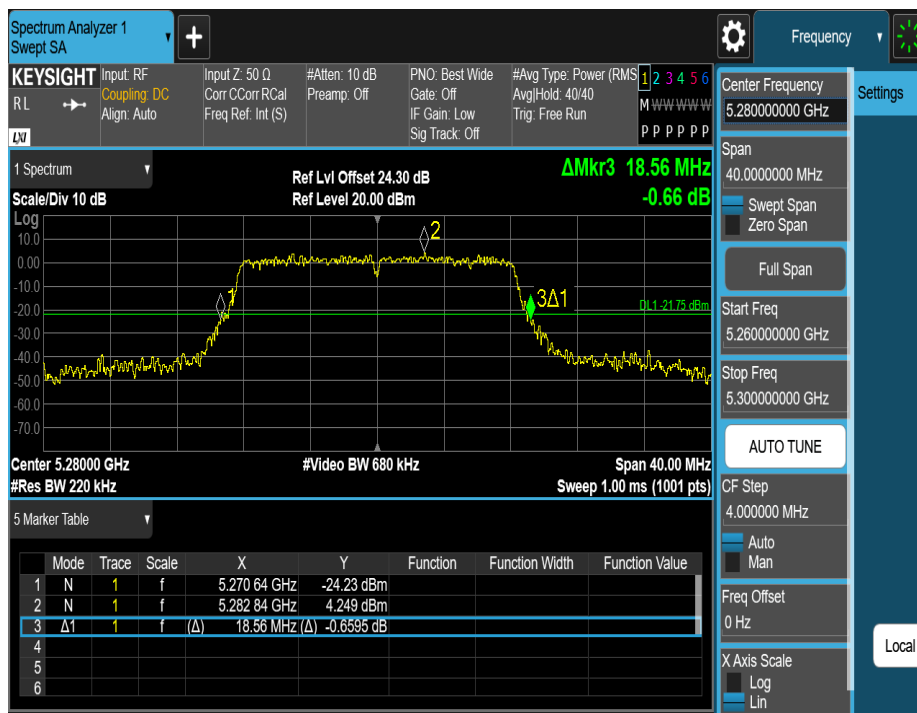 Spectrum Analyzer 1
Swept SA
+
Frequency
KEYSIGHT
RL
LXI
Input: RF
Coupling: DC
Align: Auto
Input Z: 50 Ω
Corr CCorr RCal
Freq Ref: Int (S)
#Atten: 10 dB
Preamp: Off
PNO: Best Wide
Gate: Off
IF Gain: Low
Sig Track: Off
#Avg Type: Power (RMS
Avg|Hold: 40/40
Trig: Free Run
1 2 3 4 5 6
M W W W W W
P P P P P P
1 Spectrum
Scale/Div 10 dB
Ref Lvl Offset 24.30 dB
Ref Level 20.00 dBm
ΔMkr3 18.56 MHz
-0.66 dB
Log
10.0
0.00
-10.0
-20.0
-30.0
-40.0
-50.0
-60.0
-70.0
1
2
3Δ1
DL1 -21.75 dBm
Center 5.28000 GHz
#Video BW 680 kHz
Span 40.00 MHz
#Res BW 220 kHz
Sweep 1.00 ms (1001 pts)
5 Marker Table
Mode Trace Scale X Y Function Function Width Function Value
1 N 1 f 5.270 64 GHz -24.23 dBm
2 N 1 f 5.282 84 GHz 4.249 dBm
3 Δ1 1 f (Δ) 18.56 MHz (Δ) -0.6595 dB
4
5
6
Center Frequency
5.280000000 GHz
Settings
Span
40.0000000 MHz
Swept Span
Zero Span
Full Span
Start Freq
5.260000000 GHz
Stop Freq
5.300000000 GHz
AUTO TUNE
CF Step
4.000000 MHz
Auto
Man
Freq Offset
0 Hz
Local
X Axis Scale
Log
Lin